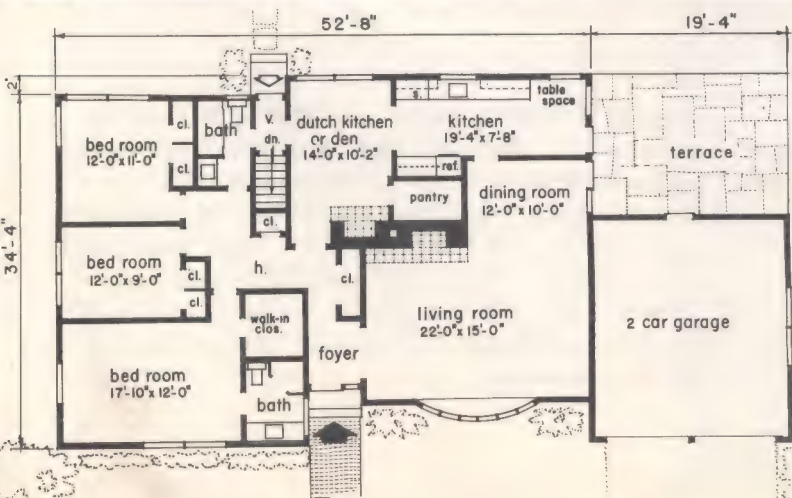 52'-8"
19'-4"
2'
34'-4"
bed room
12'-0"x 11'-0"
cl.
cl.
bath
v.
dn.
cl.
dutch kitchen
or den
14'-0"x 10'-2"
s.
kitchen
19'-4"x 7'-8"
table
space
ref.
pantry
terrace
dining room
12'-0"x 10'-0"
bed room
12'-0"x 9'-0"
cl.
cl.
h.
cl.
walk-in
clos.
foyer
living room
22'-0"x 15'-0"
2 car garage
bed room
17'-10"x 12'-0"
bath